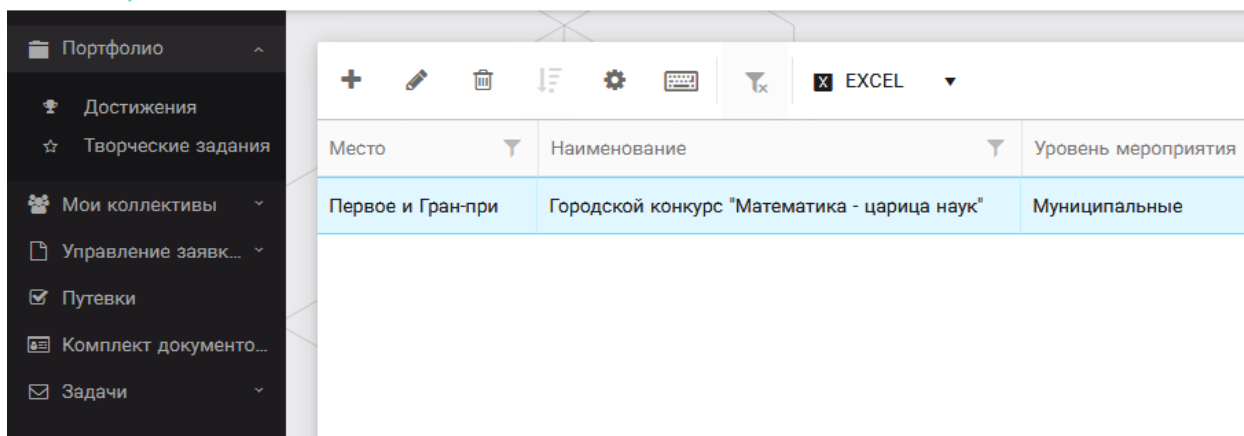 Портфолио
Достижения
Творческие задания
Мои коллективы
Управление заявк...
Путевки
Комплект документо...
Задачи
EXCEL
Место Наименование Уровень мероприятия
Первое и Гран-при Городской конкурс "Математика - царица наук" Муниципальные